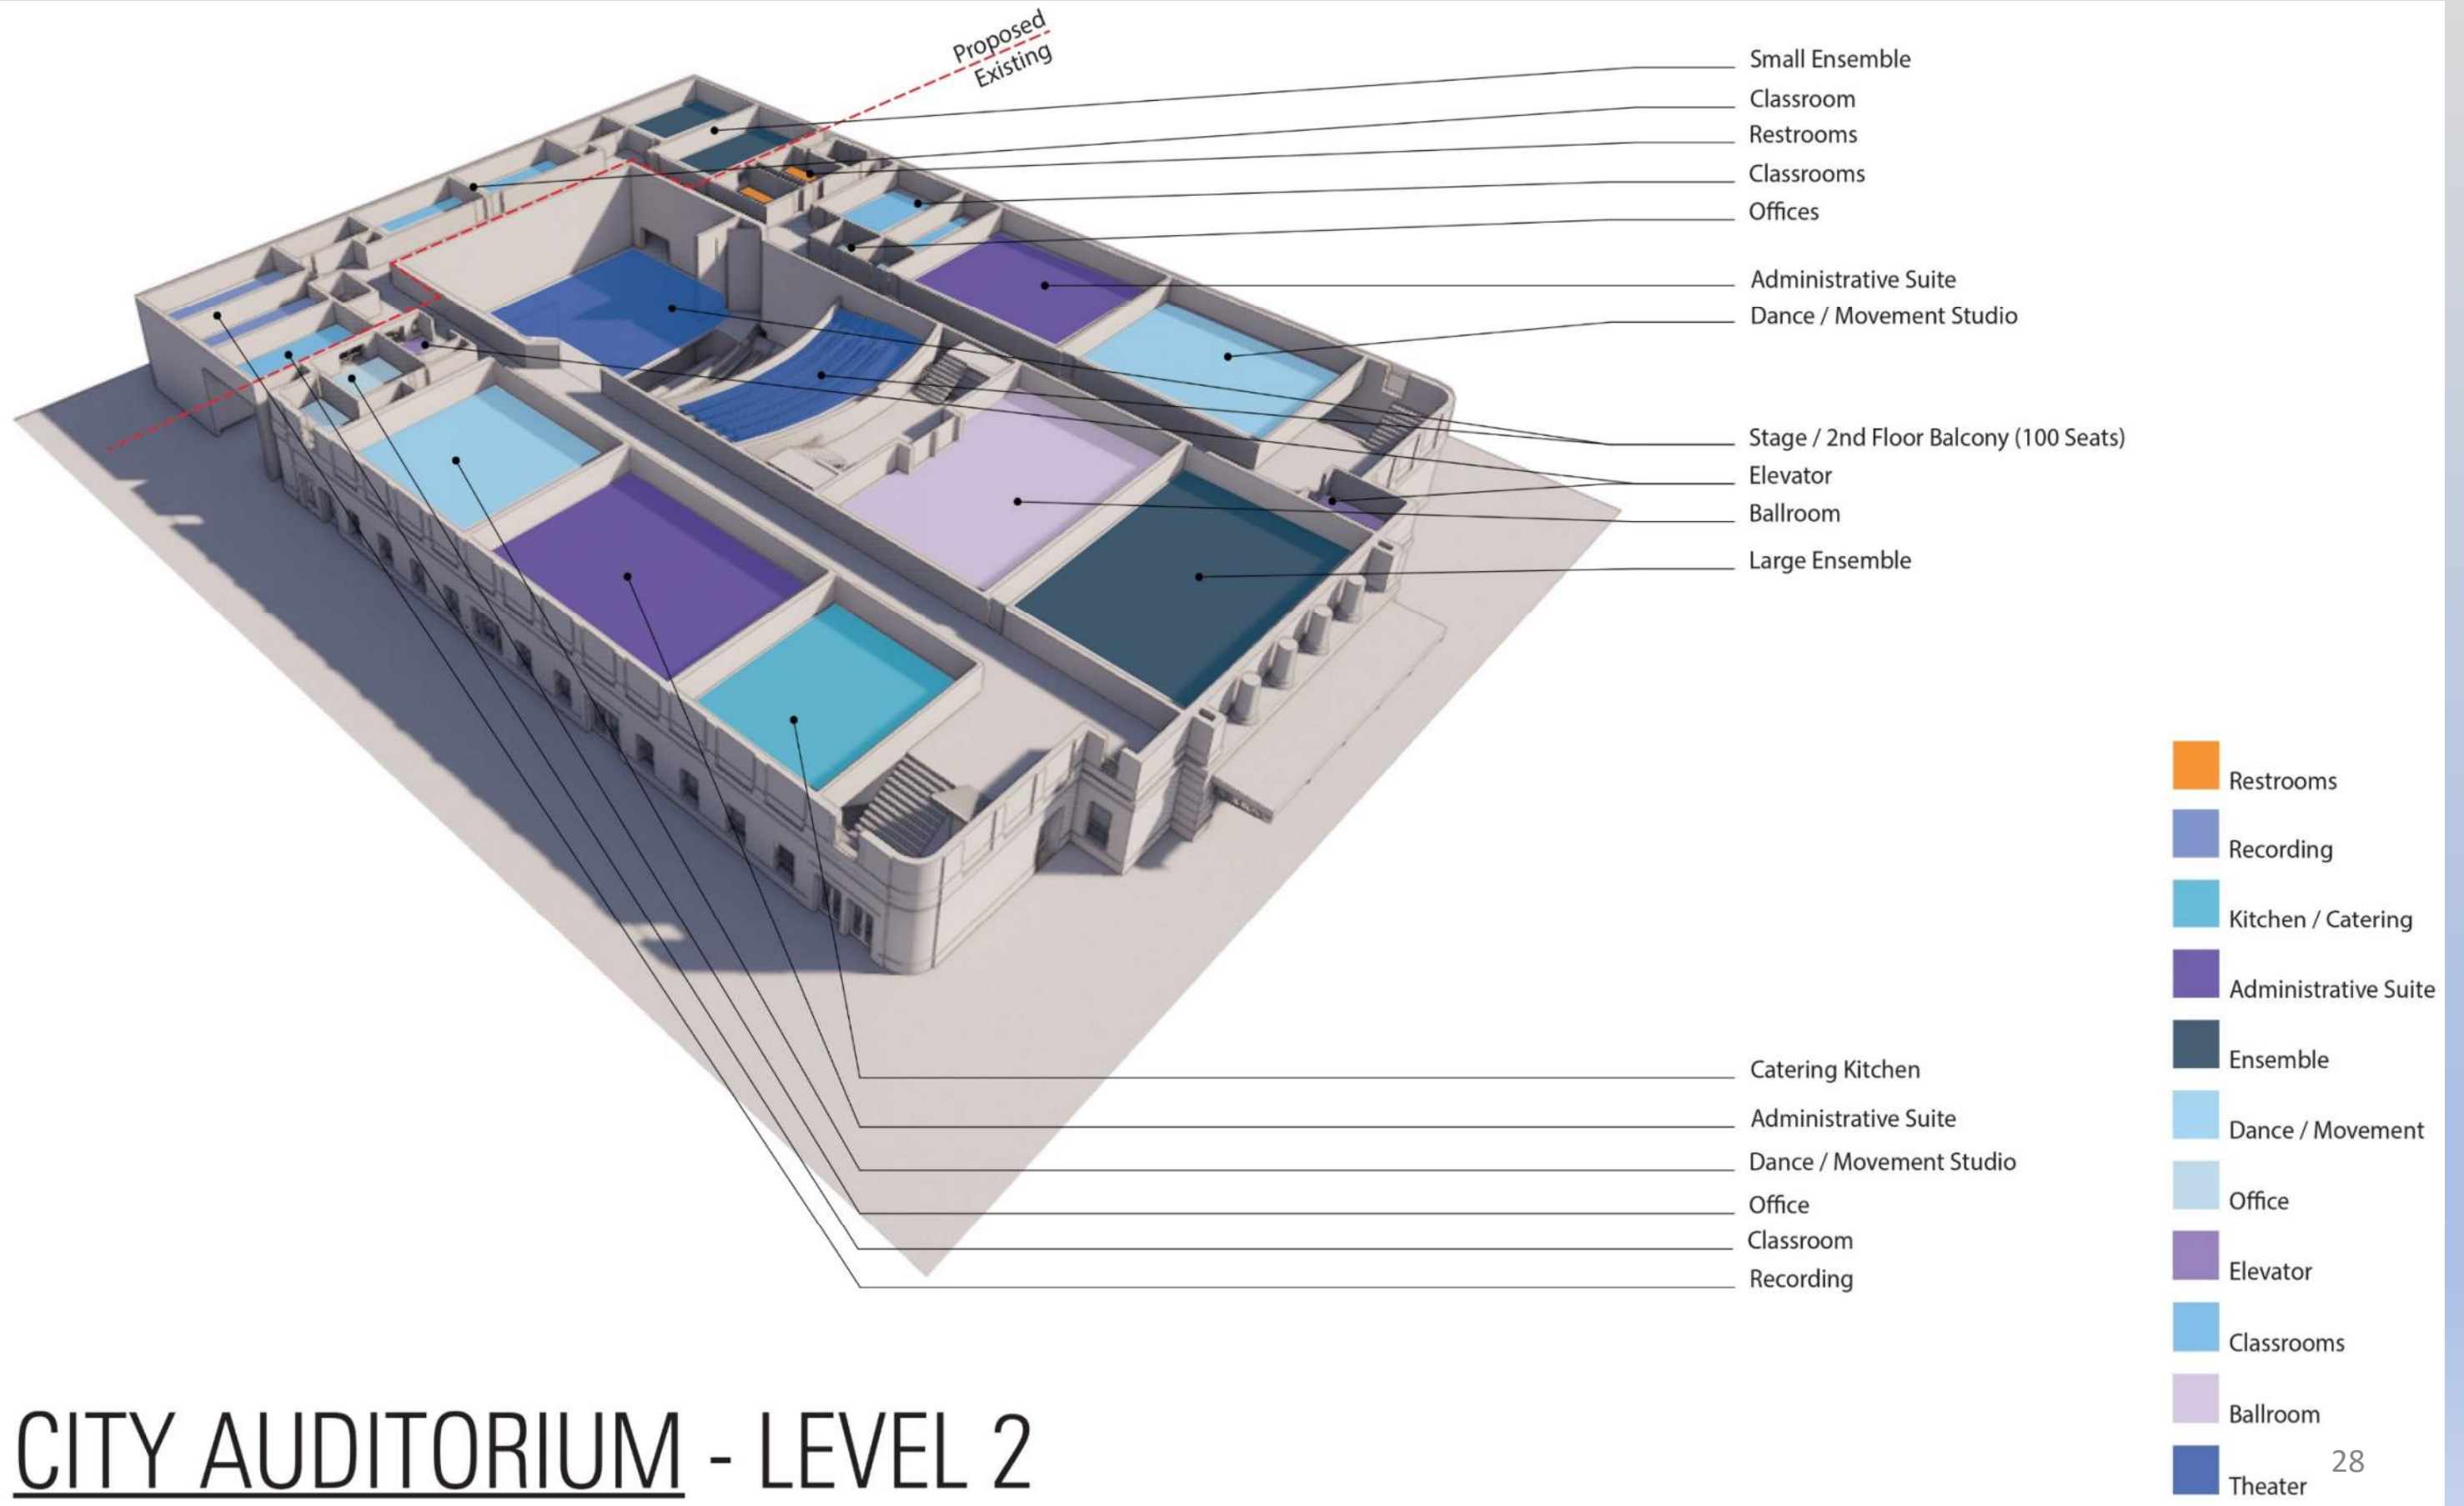 Proposed
Existing
Small Ensemble
Classroom
Restrooms
Classrooms
Offices
Administrative Suite
Dance / Movement Studio
Stage / 2nd Floor Balcony (100 Seats)
Elevator
Ballroom
Large Ensemble
Catering Kitchen
Administrative Suite
Dance / Movement Studio
Office
Classroom
Recording
Restrooms
Recording
Kitchen / Catering
Administrative Suite
Ensemble
Dance / Movement
Office
Elevator
Classrooms
Ballroom
Theater
CITY AUDITORIUM - LEVEL 2
28